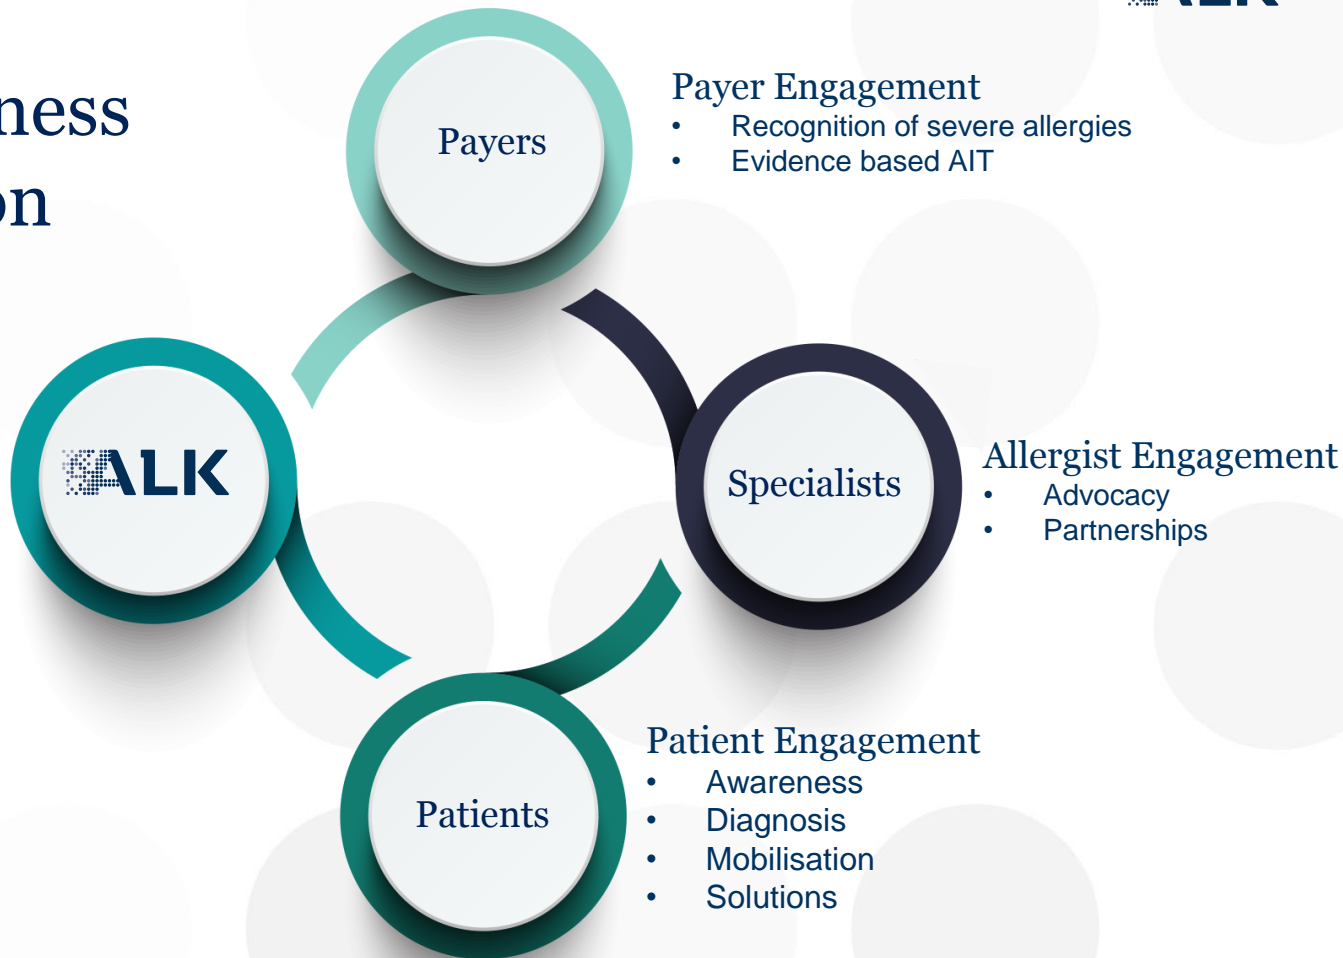 ALK
ness
on
Payers
Payer Engagement
• Recognition of severe allergies
• Evidence based AIT
ALK
Specialists
Allergist Engagement
• Advocacy
• Partnerships
Patients
Patient Engagement
• Awareness
• Diagnosis
• Mobilisation
• Solutions